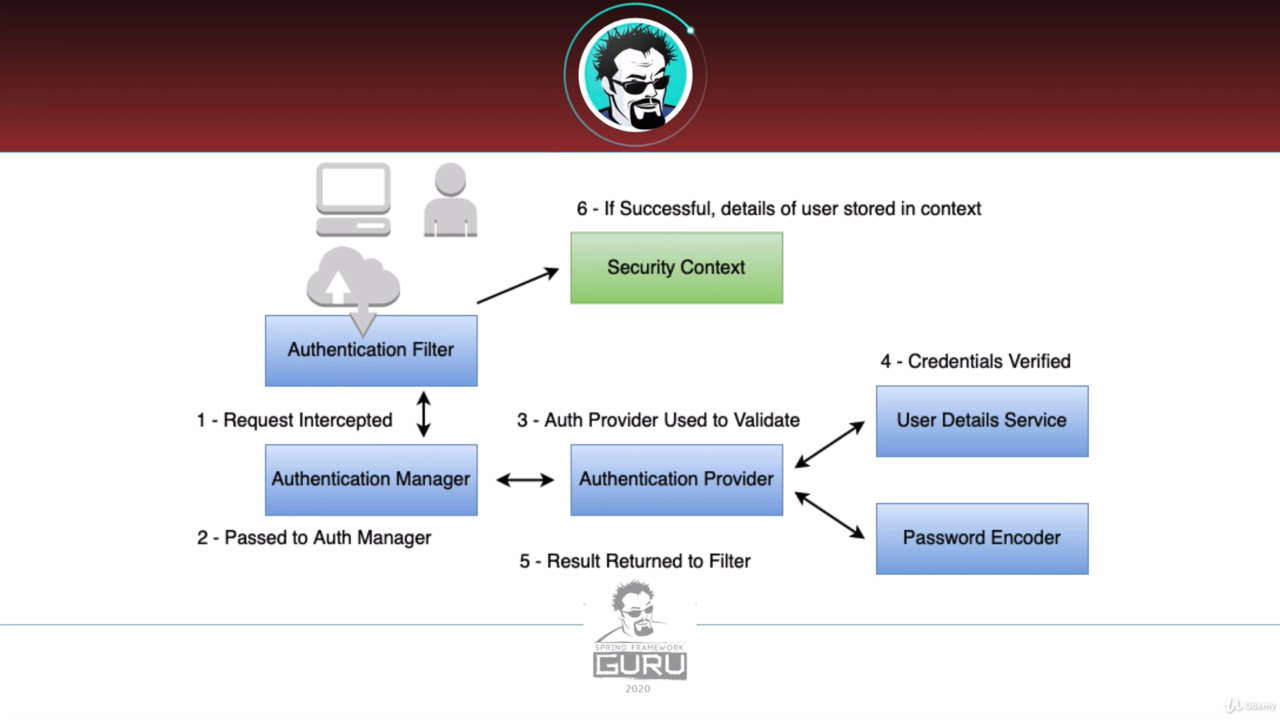 6 - If Successful, details of user stored in context
Security Context
Authentication Filter
4 - Credentials Verified
1 - Request Intercepted
3 - Auth Provider Used to Validate
User Details Service
Authentication Manager
Authentication Provider
2 - Passed to Auth Manager
Password Encoder
5 - Result Returned to Filter
SPRING FRAMEWORK
GURU
2020
Udemy